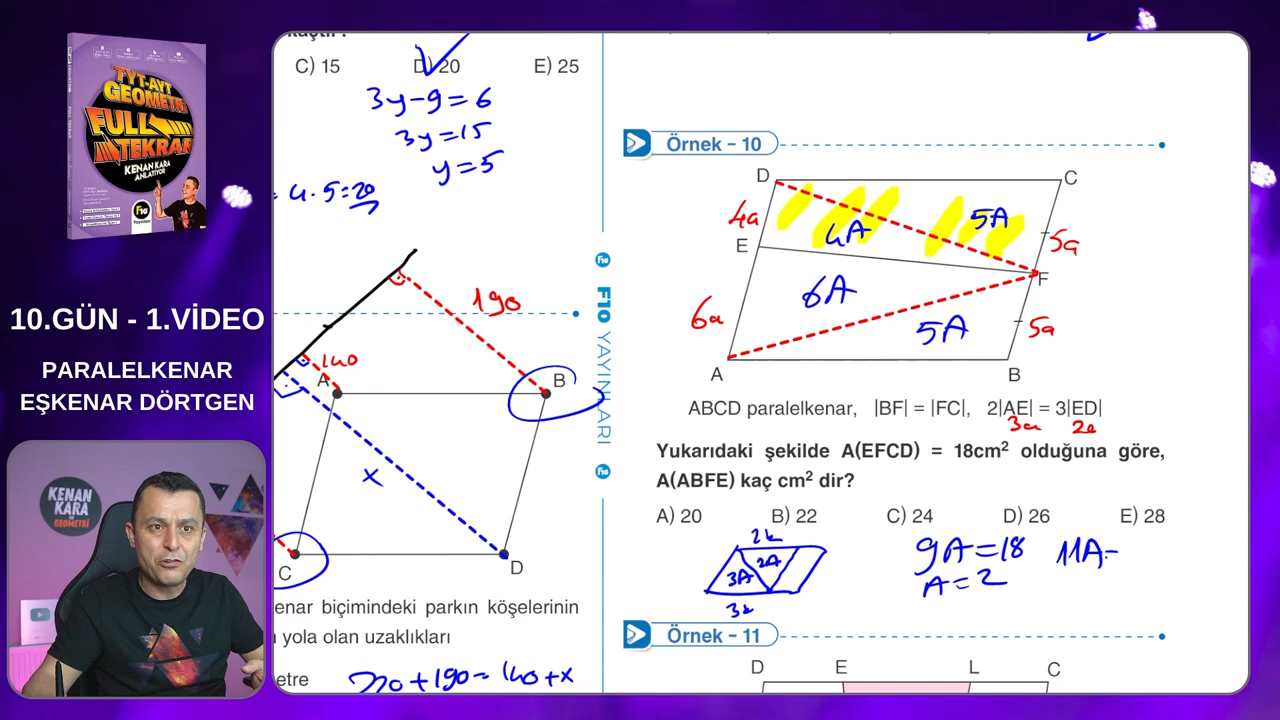 TYT-AYT
GEOMETRİ
FULL
TEKRAR
KENAN KARA
ANLATIYOR
F10
10.GÜN - 1.VİDEO
PARALELKENAR
EŞKENAR DÖRTGEN
KENAN
KARA
GEOMETRİ
C) 15
D) 20
E) 25
3y-9=6
3y=15
y=5
= 4.5=20
190
140
A
B
x
C
D
enar biçimindeki parkın köşelerinin
yola olan uzaklıkları
etre
+190=140+x
F10 YAYINLARI
Örnek - 10
D
C
4a
4A
5A
E
5a
F
6A
6a
5A
5a
A
B
ABCD paralelkenar, |BF| = |FC|, 2|AE| = 3|ED|
3a
2a
Yukarıdaki şekilde A(EFCD) = 18cm² olduğuna göre,
A(ABFE) kaç cm² dir?
A) 20
B) 22
C) 24
D) 26
E) 28
2k
3A
2A
3k
9A=18
11A=
A=2
Örnek - 11
D
E
L
C